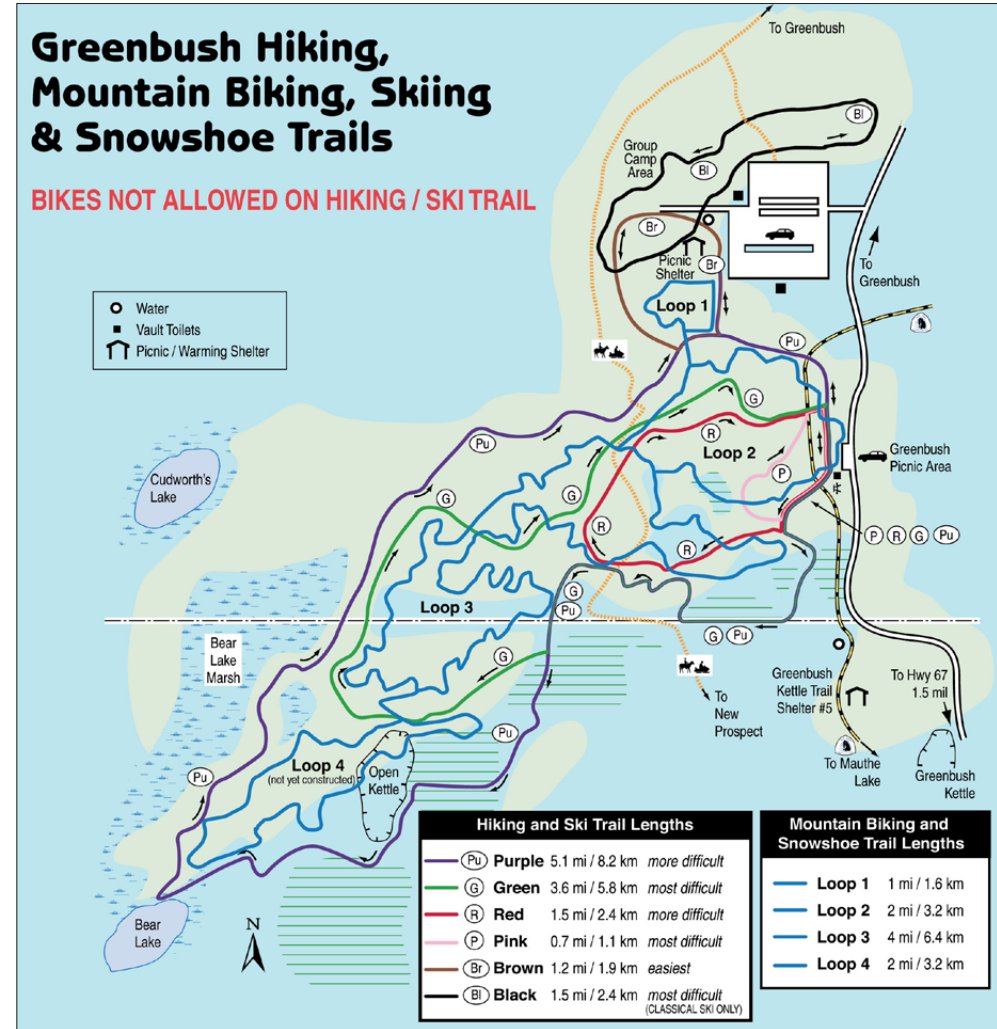 Greenbush Hiking,
Mountain Biking, Skiing
& Snowshoe Trails
BIKES NOT ALLOWED ON HIKING / SKI TRAIL
Water
Vault Toilets
Picnic / Warming Shelter
To Greenbush
Bl
Group
Camp
Area
Bl
Br
Picnic
Shelter
Br
Loop 1
To
Greenbush
Pu
Pu
G
R
Loop 2
P
Greenbush
Picnic Area
Cudworth's
Lake
G
G
R
R
P R G Pu
Loop 3
G
Pu
G Pu
Bear
Lake
Marsh
G
To
New
Prospect
Greenbush
Kettle Trail
Shelter #5
To Hwy 67
1.5 mil
Pu
Pu
Loop 4
(not yet constructed)
Open
Kettle
To Mauthe
Lake
Greenbush
Kettle
Bear
Lake
N
Hiking and Ski Trail Lengths
Pu Purple 5.1 mi / 8.2 km more difficult
G Green 3.6 mi / 5.8 km most difficult
R Red 1.5 mi / 2.4 km more difficult
P Pink 0.7 mi / 1.1 km most difficult
Br Brown 1.2 mi / 1.9 km easiest
Bl Black 1.5 mi / 2.4 km most difficult
(CLASSICAL SKI ONLY)
Mountain Biking and
Snowshoe Trail Lengths
Loop 1 1 mi / 1.6 km
Loop 2 2 mi / 3.2 km
Loop 3 4 mi / 6.4 km
Loop 4 2 mi / 3.2 km